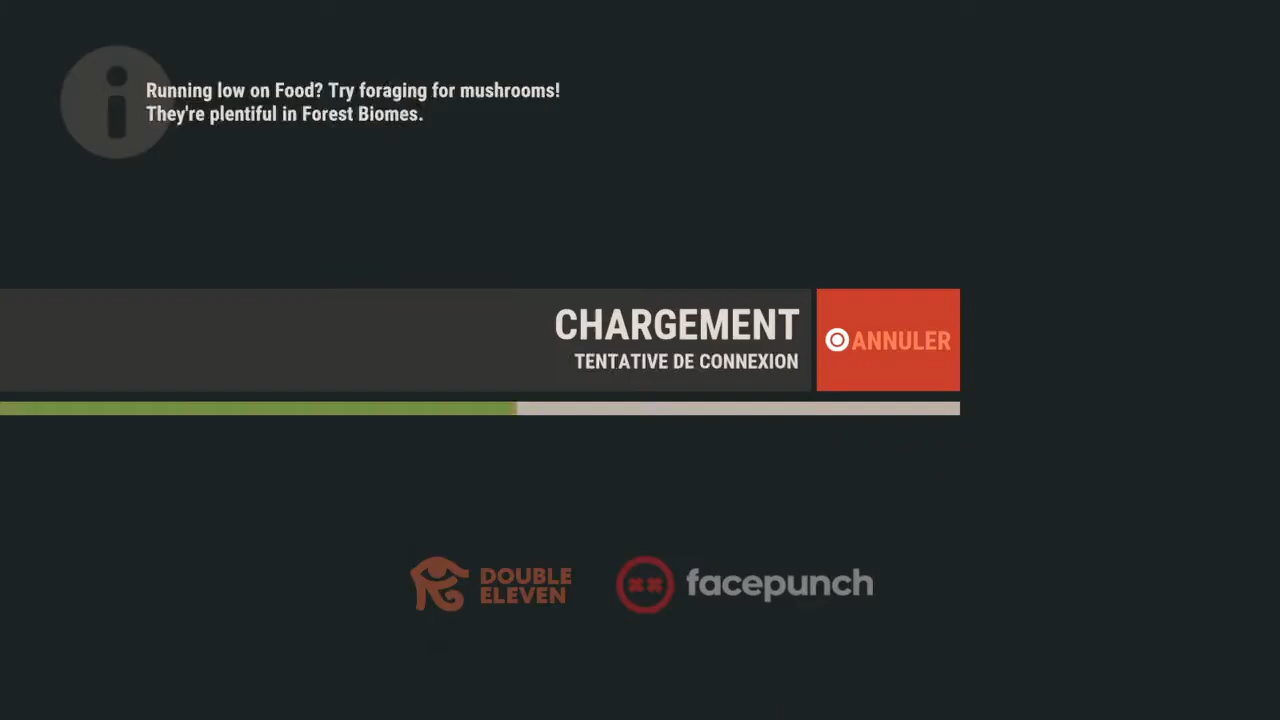 Running low on Food? Try foraging for mushrooms!
They're plentiful in Forest Biomes.
CHARGEMENT
TENTATIVE DE CONNEXION
ANNULER
DOUBLE
ELEVEN
facepunch